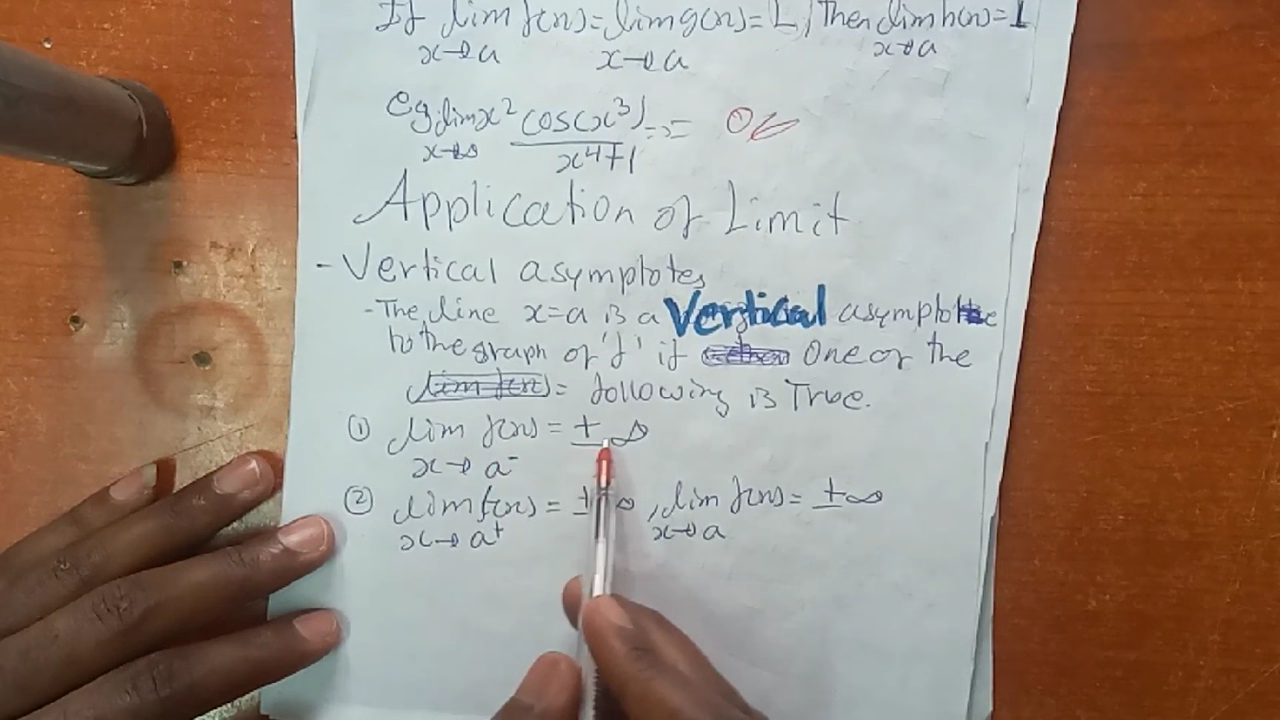 If lim f(x) = lim g(x) = L, Then lim h(x) = L
x→a x→a x→a
eg lim x² cos(x³) = 0
x→∞ x⁴+1
Application of Limit
- Vertical asymptotes
- The line x=a is a Vertical asymptote
to the graph of 'f' if One of the
following is True.
① lim f(x) = ±∞
x→a⁻
② lim f(x) = ±∞, lim f(x) = ±∞
x→a⁺ x→a